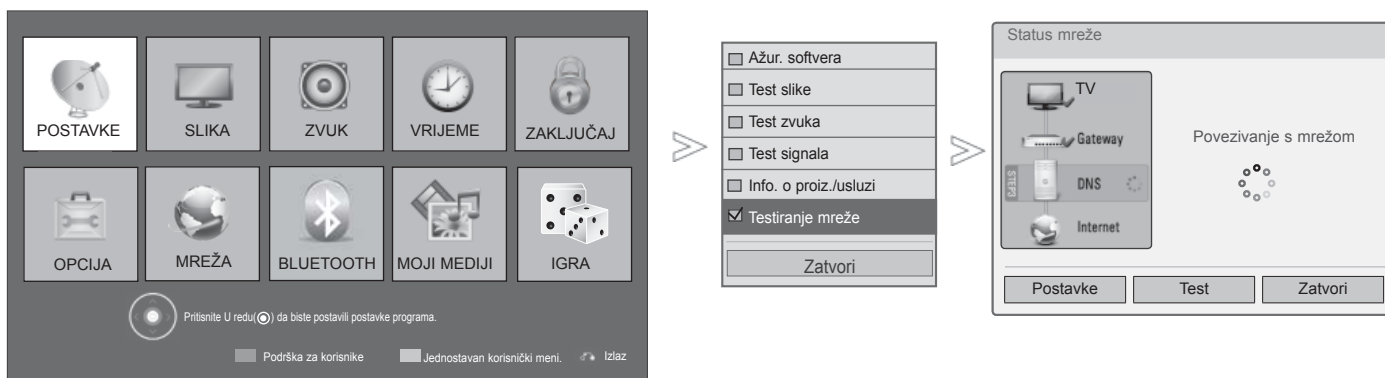 POSTAVKE SLIKA ZVUK VRIJEME ZAKLJUČAJ
OPCIJA MREŽA BLUETOOTH MOJI MEDIJI IGRA
Pritisnite U redu(◉) da biste postavili postavke programa.
Podrška za korisnike Jednostavan korisnički meni. Izlaz
Ažur. softvera
Test slike
Test zvuka
Test signala
Info. o proiz./usluzi
Testiranje mreže
Zatvori
Status mreže
TV
Gateway
STEP3 DNS
Internet
Povezivanje s mrežom
Postavke Test Zatvori